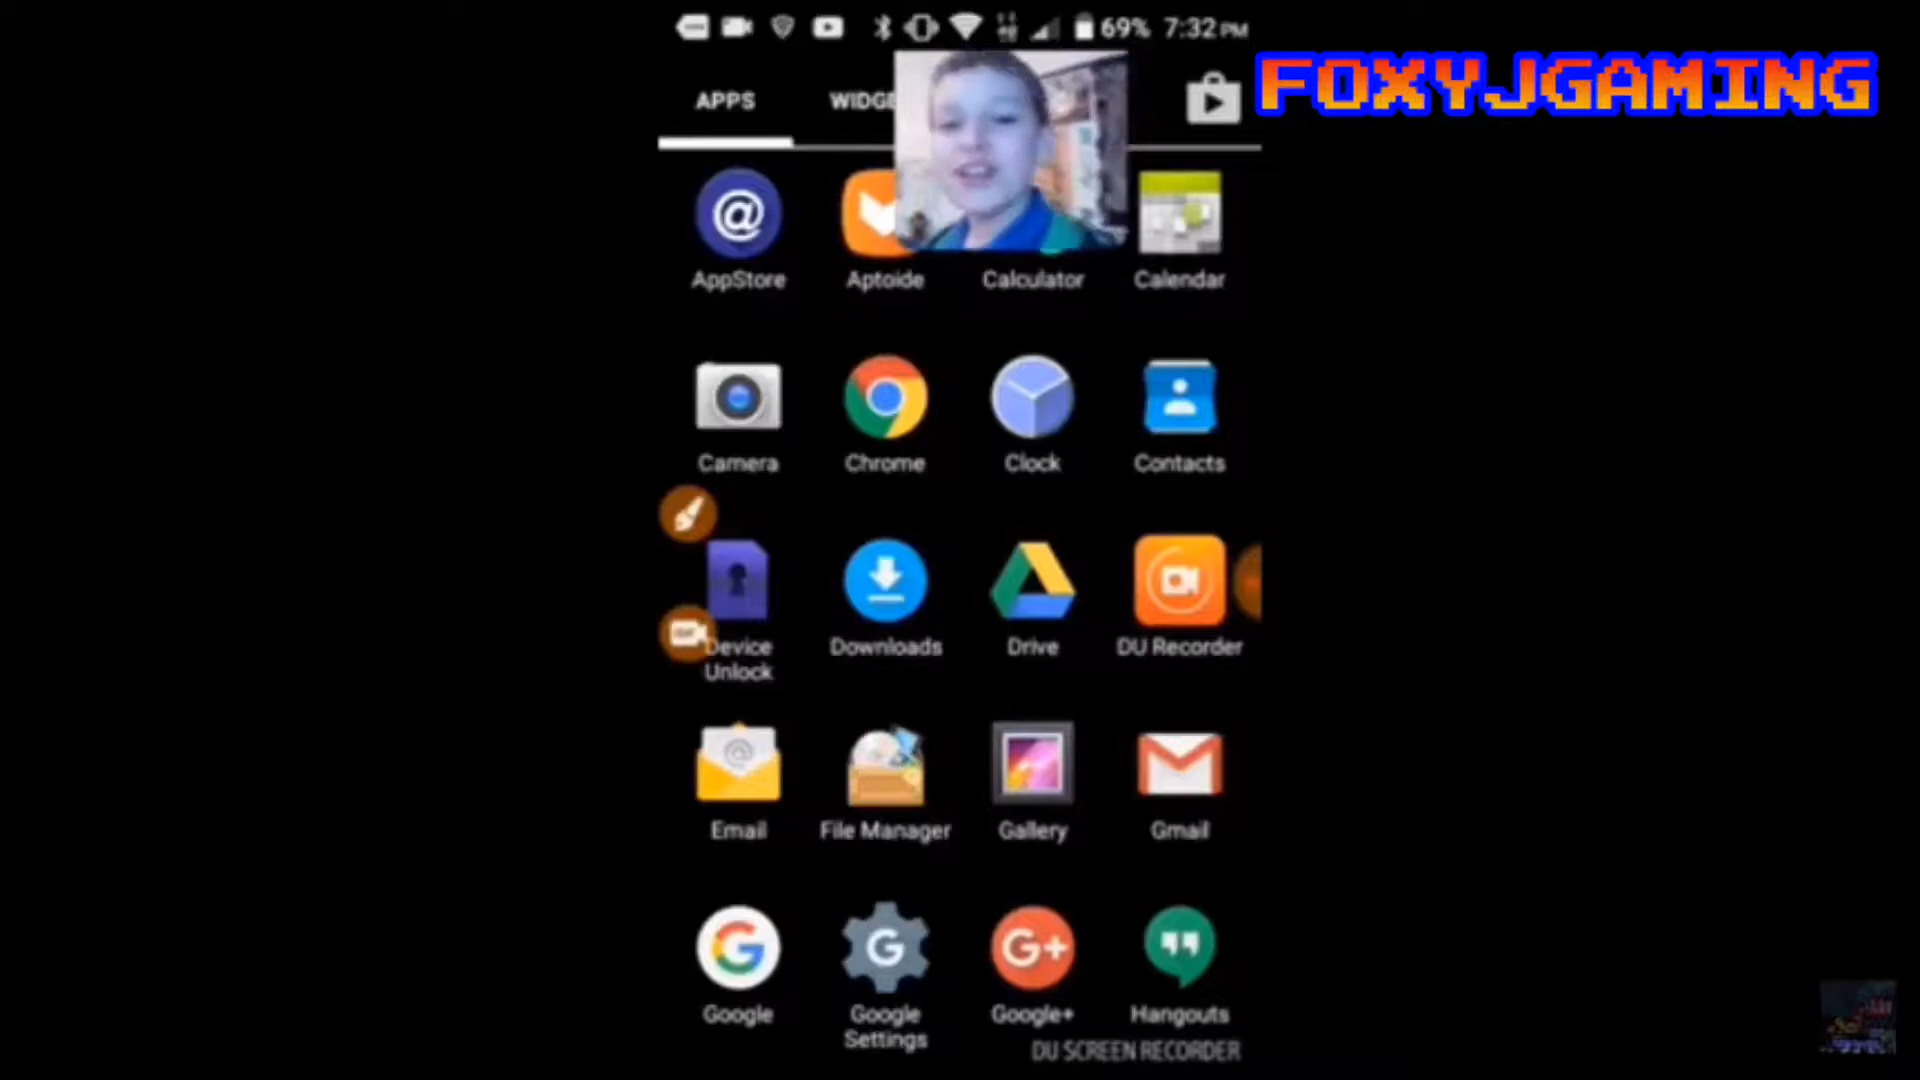 69% 7:32 PM
FOXYJGAMING
APPS
AppStore Aptoide Calculator Calendar
Camera Chrome Clock Contacts
Device Unlock Downloads Drive DU Recorder
Email File Manager Gallery Gmail
Google Google Settings Google+ Hangouts
DU SCREEN RECORDER